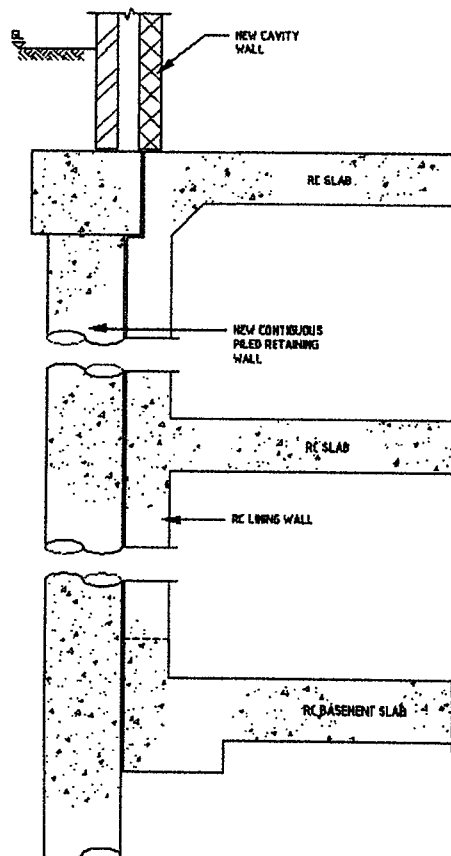 GL
NEW CAVITY
WALL
RC SLAB
NEW CONTIGUOUS
PILED RETAINING
WALL
RC SLAB
RC LINING WALL
RC BASEMENT SLAB